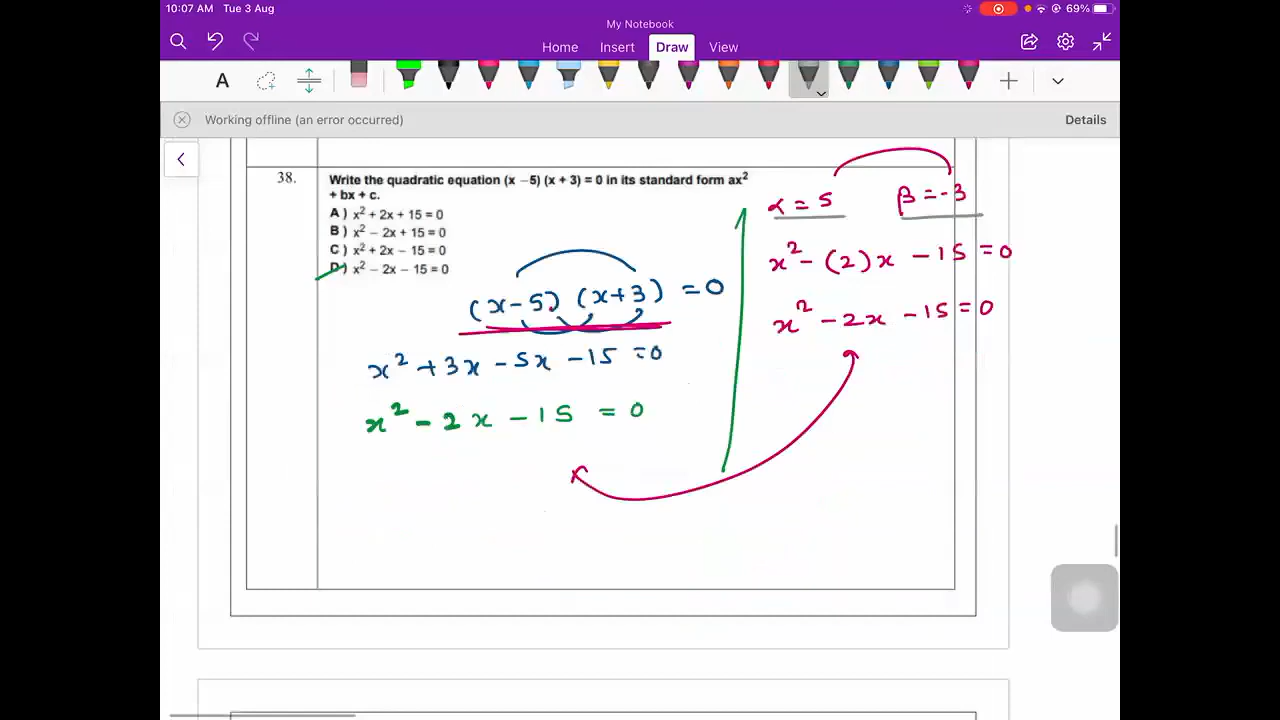 10:07 AM Tue 3 Aug
69%
My Notebook
Home Insert Draw View
A
Working offline (an error occurred) Details
38.
Write the quadratic equation (x –5) (x + 3) = 0 in its standard form ax²
+ bx + c.
A ) x² + 2x + 15 = 0
B ) x² – 2x + 15 = 0
C ) x² + 2x – 15 = 0
D ) x² – 2x – 15 = 0
(x – 5) (x+3) = 0
x² + 3x – 5x – 15 = 0
x² – 2x – 15 = 0
α = 5 β = -3
x² – (2)x – 15 = 0
x² – 2x – 15 = 0